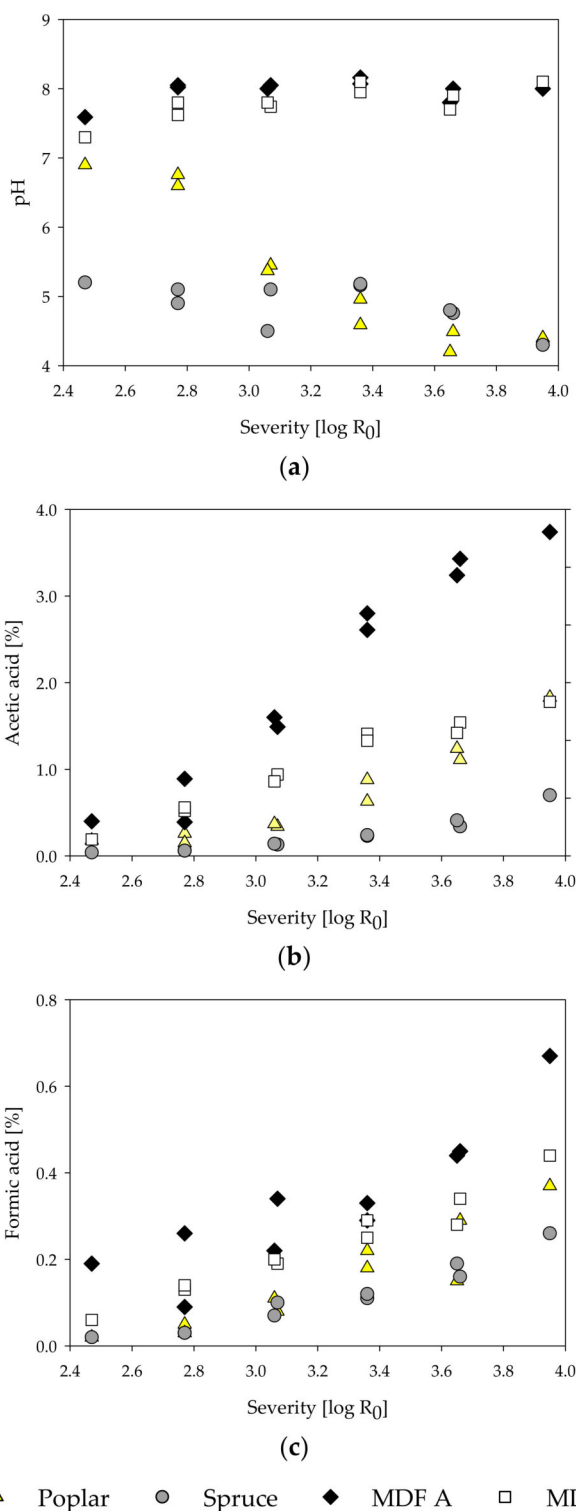 9
8
7
6
5
4
pH
2.4 2.6 2.8 3.0 3.2 3.4 3.6 3.8 4.0
Severity [log R0]
(a)
4.0
3.0
2.0
1.0
0.0
Acetic acid [%]
2.4 2.6 2.8 3.0 3.2 3.4 3.6 3.8 4.0
Severity [log R0]
(b)
0.8
0.6
0.4
0.2
0.0
Formic acid [%]
2.4 2.6 2.8 3.0 3.2 3.4 3.6 3.8 4.0
Severity [log R0]
(c)
Poplar Spruce MDF A